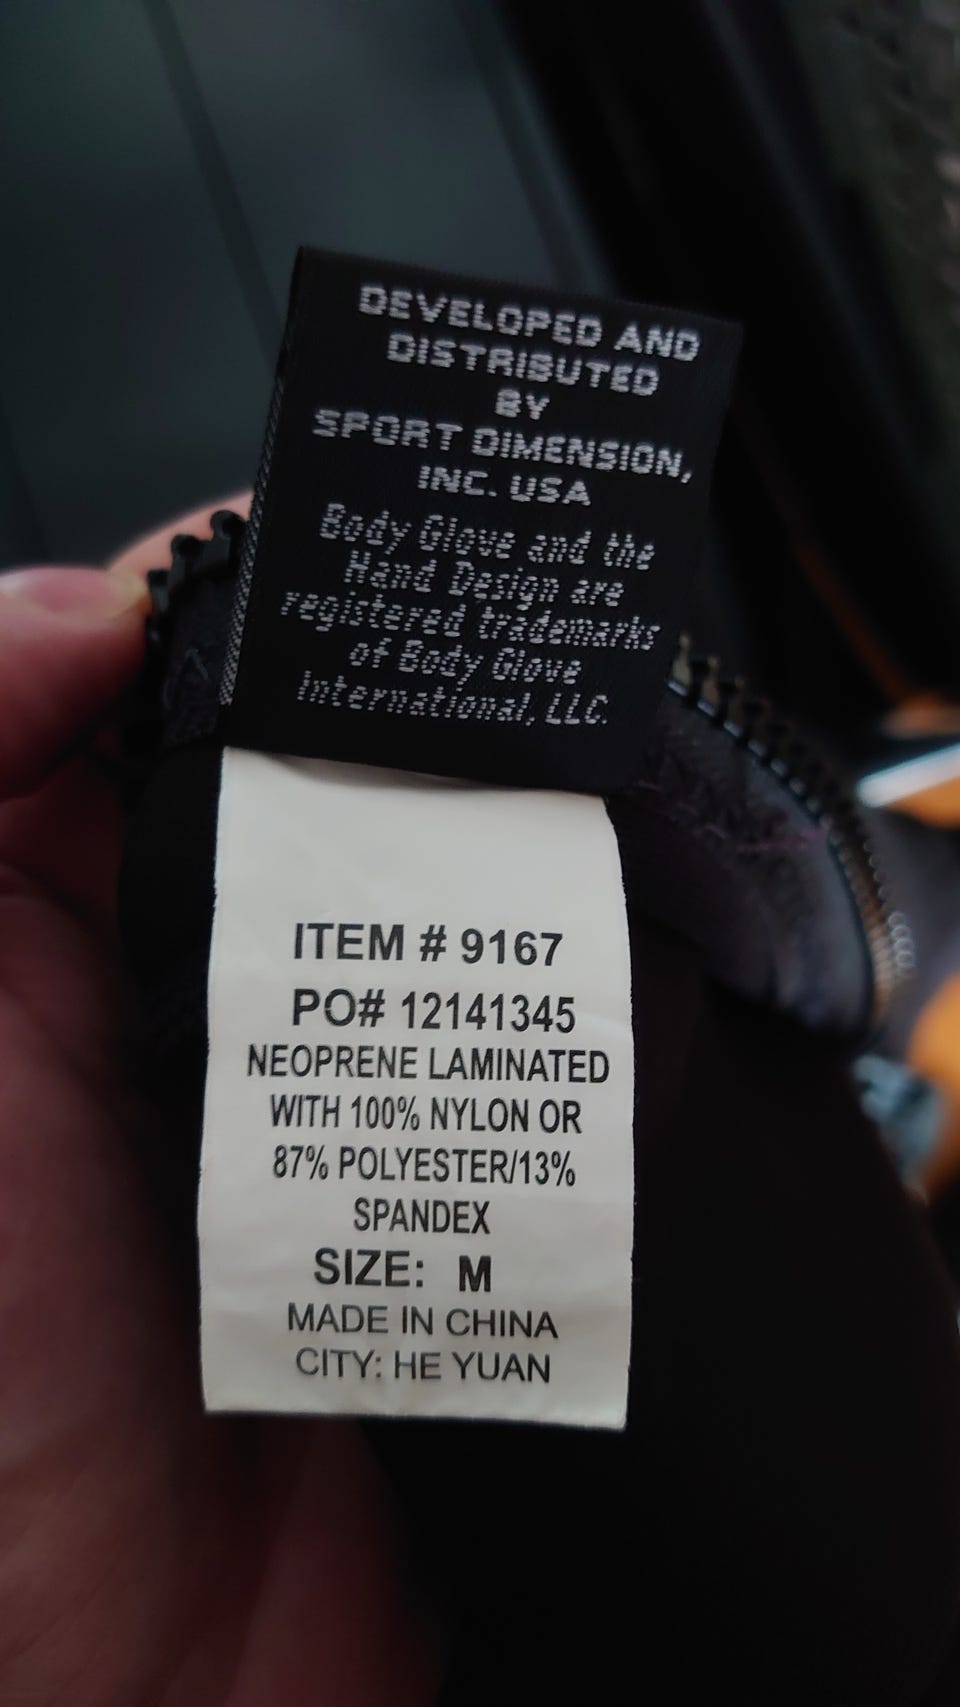 DEVELOPED AND
DISTRIBUTED
BY
SPORT DIMENSION,
INC. USA
Body Glove and the
Hand Design are
registered trademarks
of Body Glove
International, LLC.
ITEM # 9167
PO# 12141345
NEOPRENE LAMINATED
WITH 100% NYLON OR
87% POLYESTER/13%
SPANDEX
SIZE: M
MADE IN CHINA
CITY: HE YUAN